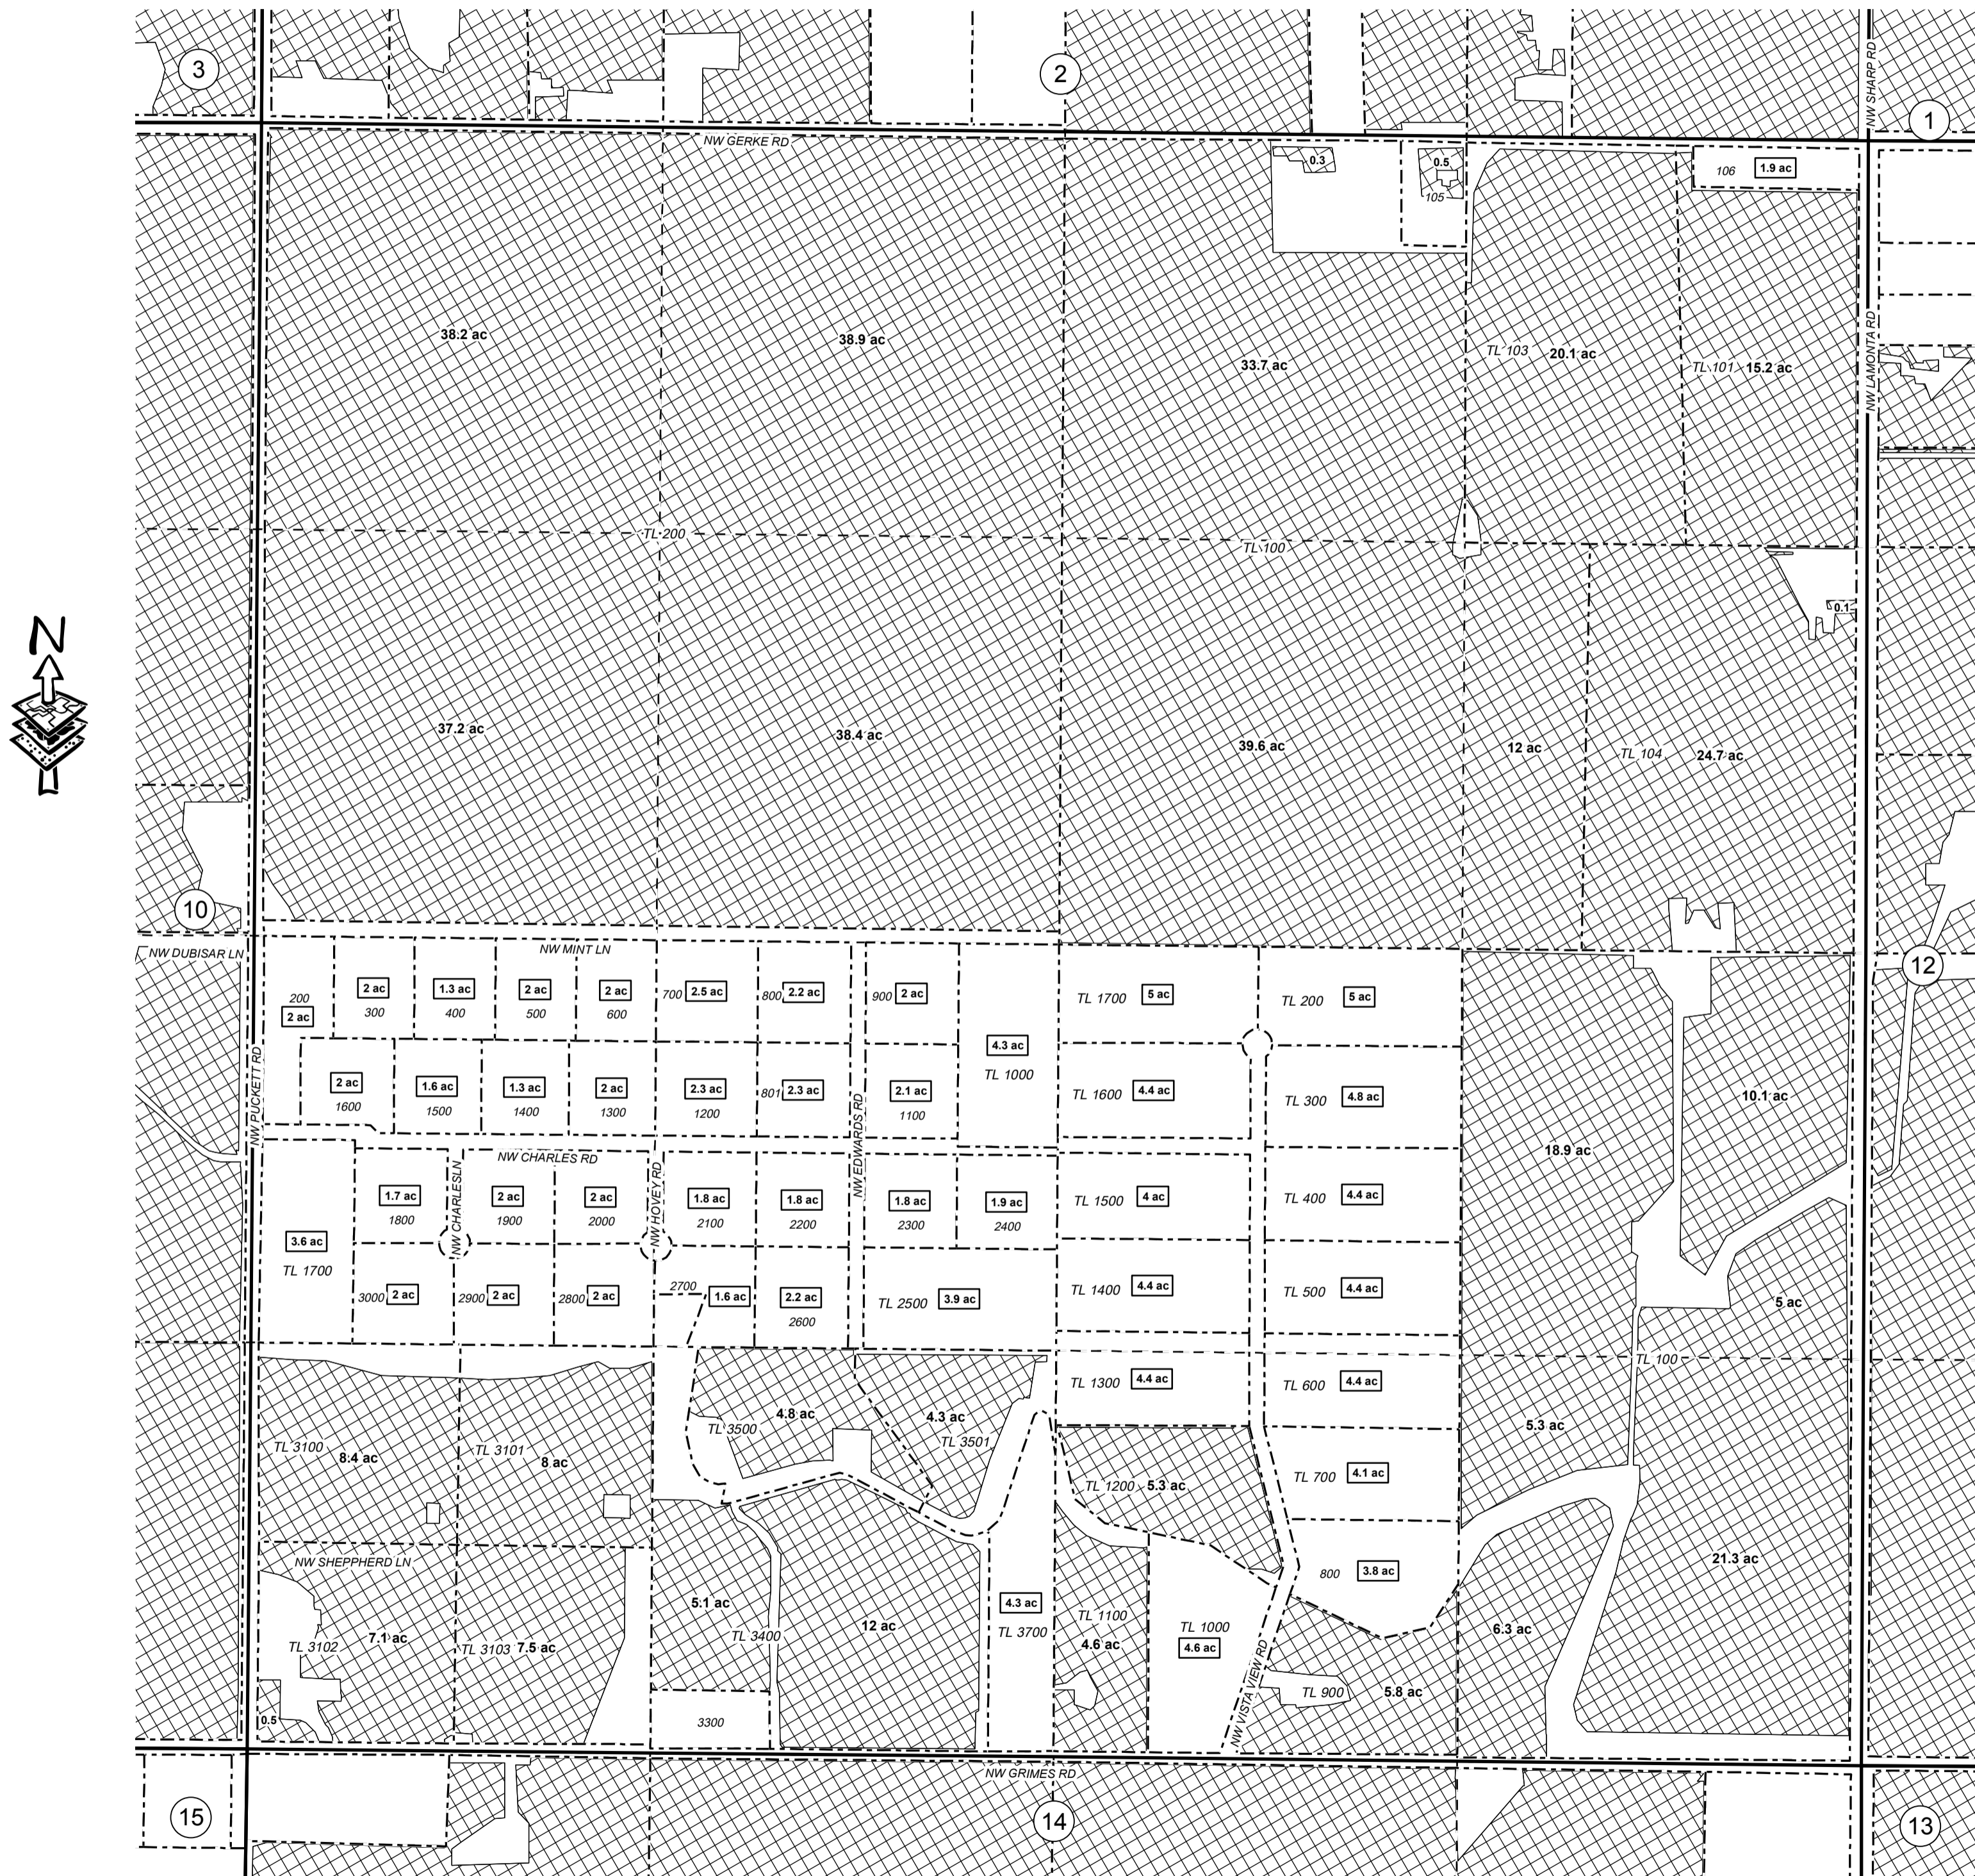 3
2
NW SHARP RD
1
NW GERKE RD
0.3
0.5
105
106
1.9 ac
38.2 ac
38.9 ac
33.7 ac
TL 103
20.1 ac
TL 101
15.2 ac
NW LAMONTA RD
TL 200
TL 100
0.1
N
37.2 ac
38.4 ac
39.6 ac
12 ac
TL 104
24.7 ac
10
NW DUBISAR LN
NW MINT LN
12
200
2 ac
2 ac
300
1.3 ac
400
2 ac
500
2 ac
600
700
2.5 ac
800
2.2 ac
900
2 ac
4.3 ac
TL 1000
TL 1700
5 ac
TL 200
5 ac
NW PUCKETT RD
2 ac
1600
1.6 ac
1500
1.3 ac
1400
2 ac
1300
2.3 ac
1200
801
2.3 ac
NW EDWARDS RD
2.1 ac
1100
TL 1600
4.4 ac
TL 300
4.8 ac
10.1 ac
18.9 ac
NW CHARLES RD
3.6 ac
TL 1700
1.7 ac
1800
NW CHARLESLN
2 ac
1900
2 ac
2000
NW HOVEY RD
1.8 ac
2100
1.8 ac
2200
1.8 ac
2300
1.9 ac
2400
TL 1500
4 ac
TL 400
4.4 ac
3000
2 ac
2900
2 ac
2800
2 ac
2700
1.6 ac
2.2 ac
2600
TL 2500
3.9 ac
TL 1400
4.4 ac
TL 500
4.4 ac
5 ac
TL 100
TL 1300
4.4 ac
TL 600
4.4 ac
TL 3100
8.4 ac
TL 3101
8 ac
TL 3500
4.8 ac
4.3 ac
TL 3501
5.3 ac
TL 1200
5.3 ac
TL 700
4.1 ac
NW SHEPPHERD LN
21.3 ac
800
3.8 ac
TL 3102
7.1 ac
TL 3103
7.5 ac
5.1 ac
TL 3400
12 ac
4.3 ac
TL 3700
TL 1100
4.6 ac
TL 1000
4.6 ac
NW VISTA VIEW RD
6.3 ac
TL 900
5.8 ac
0.5
3300
NW GRIMES RD
15
14
13